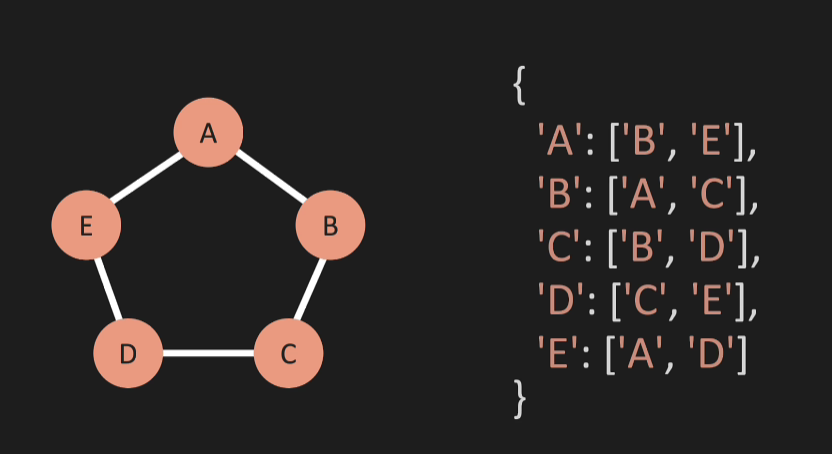 A
E
B
D
C
{
'A': ['B', 'E'],
'B': ['A', 'C'],
'C': ['B', 'D'],
'D': ['C', 'E'],
'E': ['A', 'D']
}